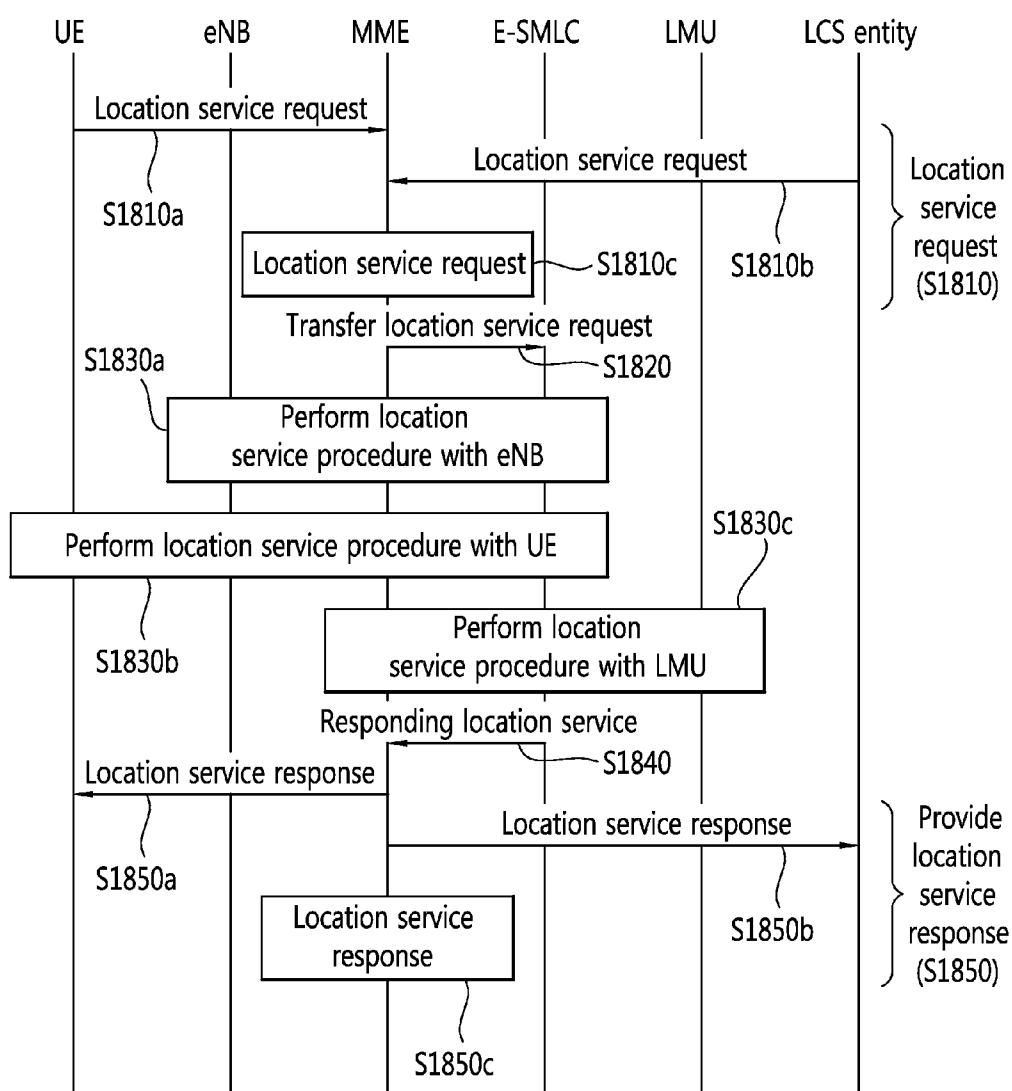 UE
eNB
MME
E-SMLC
LMU
LCS entity
Location service request
S1810a
Location service request
S1810b
Location service request
S1810c
Location
service
request
(S1810)
Transfer location service request
S1820
S1830a
Perform location
service procedure with eNB
Perform location service procedure with UE
S1830b
S1830c
Perform location
service procedure with LMU
Responding location service
S1840
Location service response
S1850a
Location service response
S1850b
Location service
response
S1850c
Provide
location
service
response
(S1850)